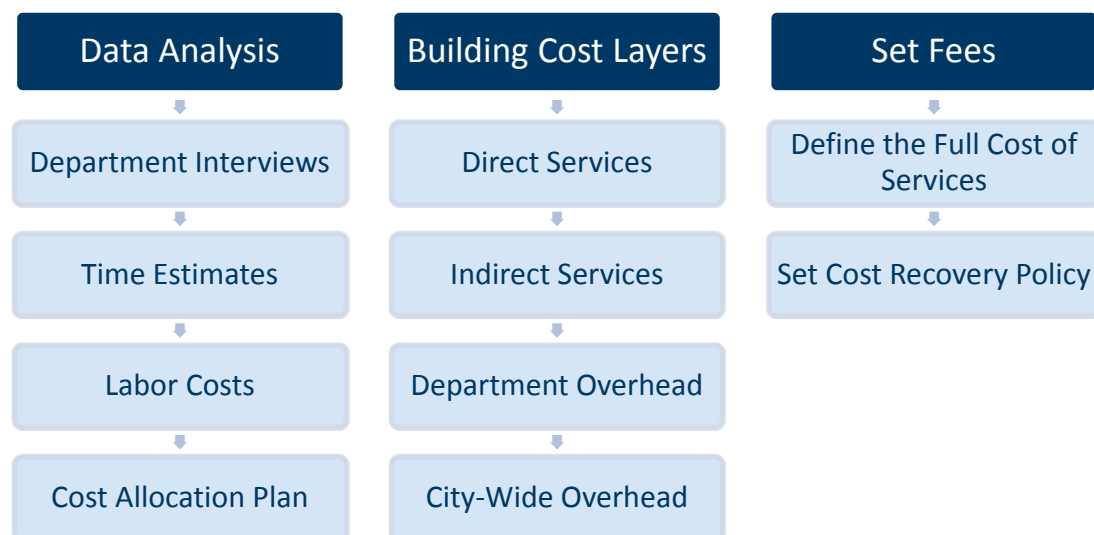 Data Analysis
Department Interviews
Time Estimates
Labor Costs
Cost Allocation Plan
Building Cost Layers
Direct Services
Indirect Services
Department Overhead
City-Wide Overhead
Set Fees
Define the Full Cost of
Services
Set Cost Recovery Policy